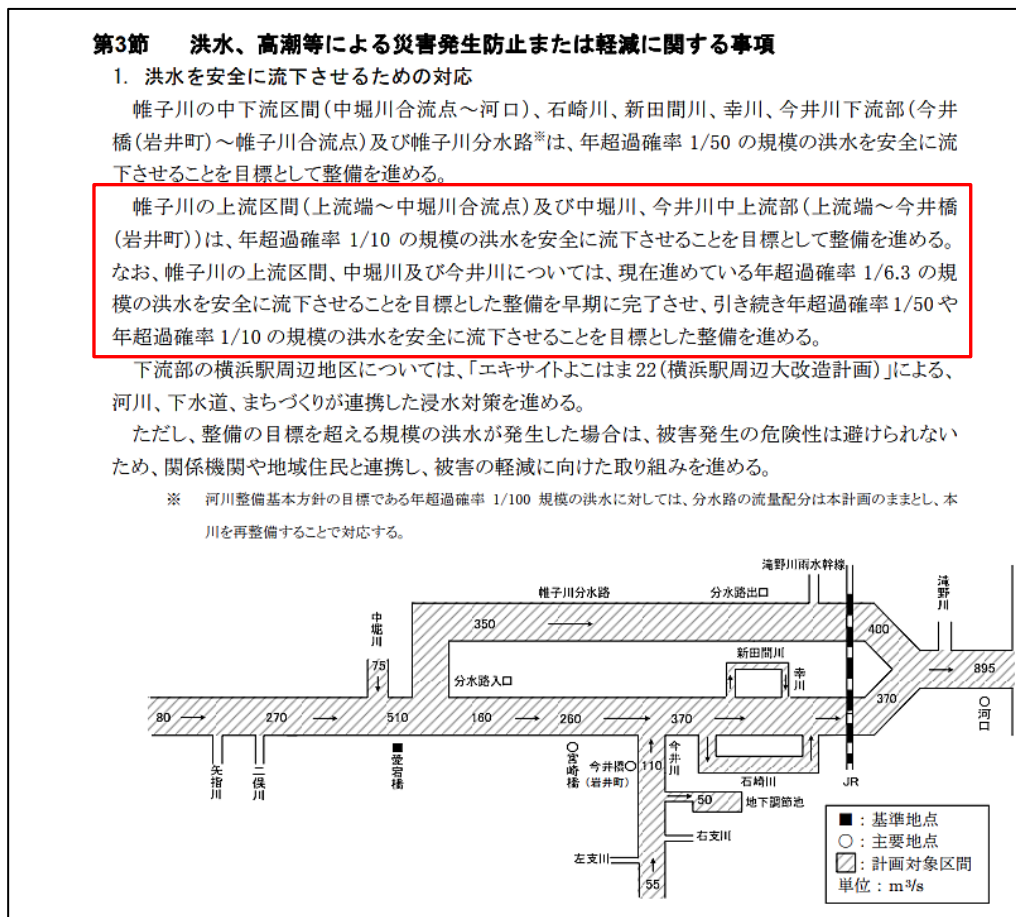 第3節 洪水、高潮等による災害発生防止または軽減に関する事項
1. 洪水を安全に流下させるための対応
帷子川の中下流区間(中堀川合流点～河口)、石崎川、新田間川、幸川、今井川下流部(今井
橋(岩井町)～帷子川合流点)及び帷子川分水路※は、年超過確率 1/50 の規模の洪水を安全に流
下させることを目標として整備を進める。
帷子川の上流区間(上流端～中堀川合流点)及び中堀川、今井川中上流部(上流端～今井橋
(岩井町))は、年超過確率 1/10 の規模の洪水を安全に流下させることを目標として整備を進める。
なお、帷子川の上流区間、中堀川及び今井川については、現在進めている年超過確率 1/6.3 の規
模の洪水を安全に流下させることを目標とした整備を早期に完了させ、引き続き年超過確率 1/50 や
年超過確率 1/10 の規模の洪水を安全に流下させることを目標とした整備を進める。
下流部の横浜駅周辺地区については、「エキサイトよこはま 22(横浜駅周辺大改造計画)」による、
河川、下水道、まちづくりが連携した浸水対策を進める。
ただし、整備の目標を超える規模の洪水が発生した場合は、被害発生の危険性は避けられない
ため、関係機関や地域住民と連携し、被害の軽減に向けた取り組みを進める。
※ 河川整備基本方針の目標である年超過確率 1/100 規模の洪水に対しては、分水路の流量配分は本計画のままとし、本
川を再整備することで対応する。
滝野川雨水幹線
滝野川
帷子川分水路
分水路出口
中堀川
350
400
新田間川
75
分水路入口
幸川
895
80
270
510
160
260
370
370
河口
矢指川
二俣川
愛宕橋
宮崎橋
今井橋
(岩井町)
110
今井川
石崎川
JR
50
地下調節池
右支川
左支川
55
■:基準地点
○:主要地点
:計画対象区間
単位:m³/s